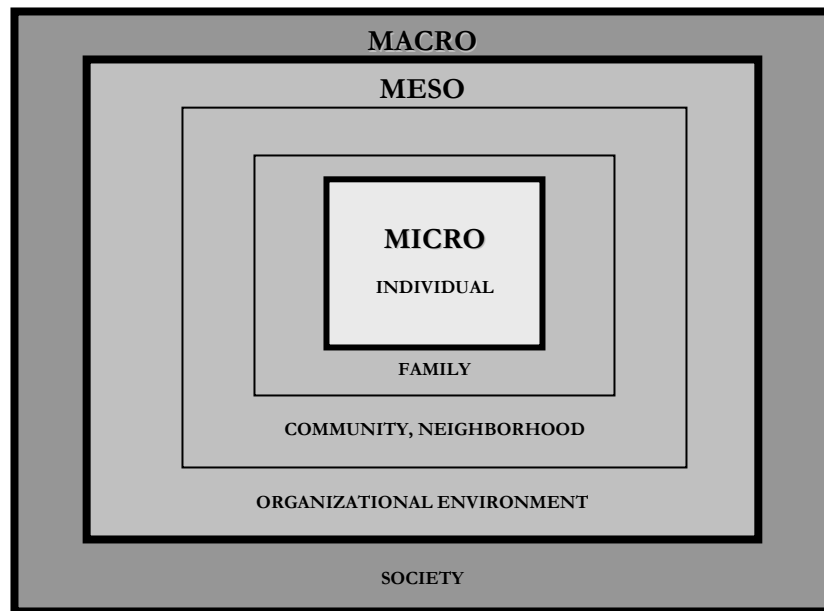 MACRO
MESO
MICRO
INDIVIDUAL
FAMILY
COMMUNITY, NEIGHBORHOOD
ORGANIZATIONAL ENVIRONMENT
SOCIETY